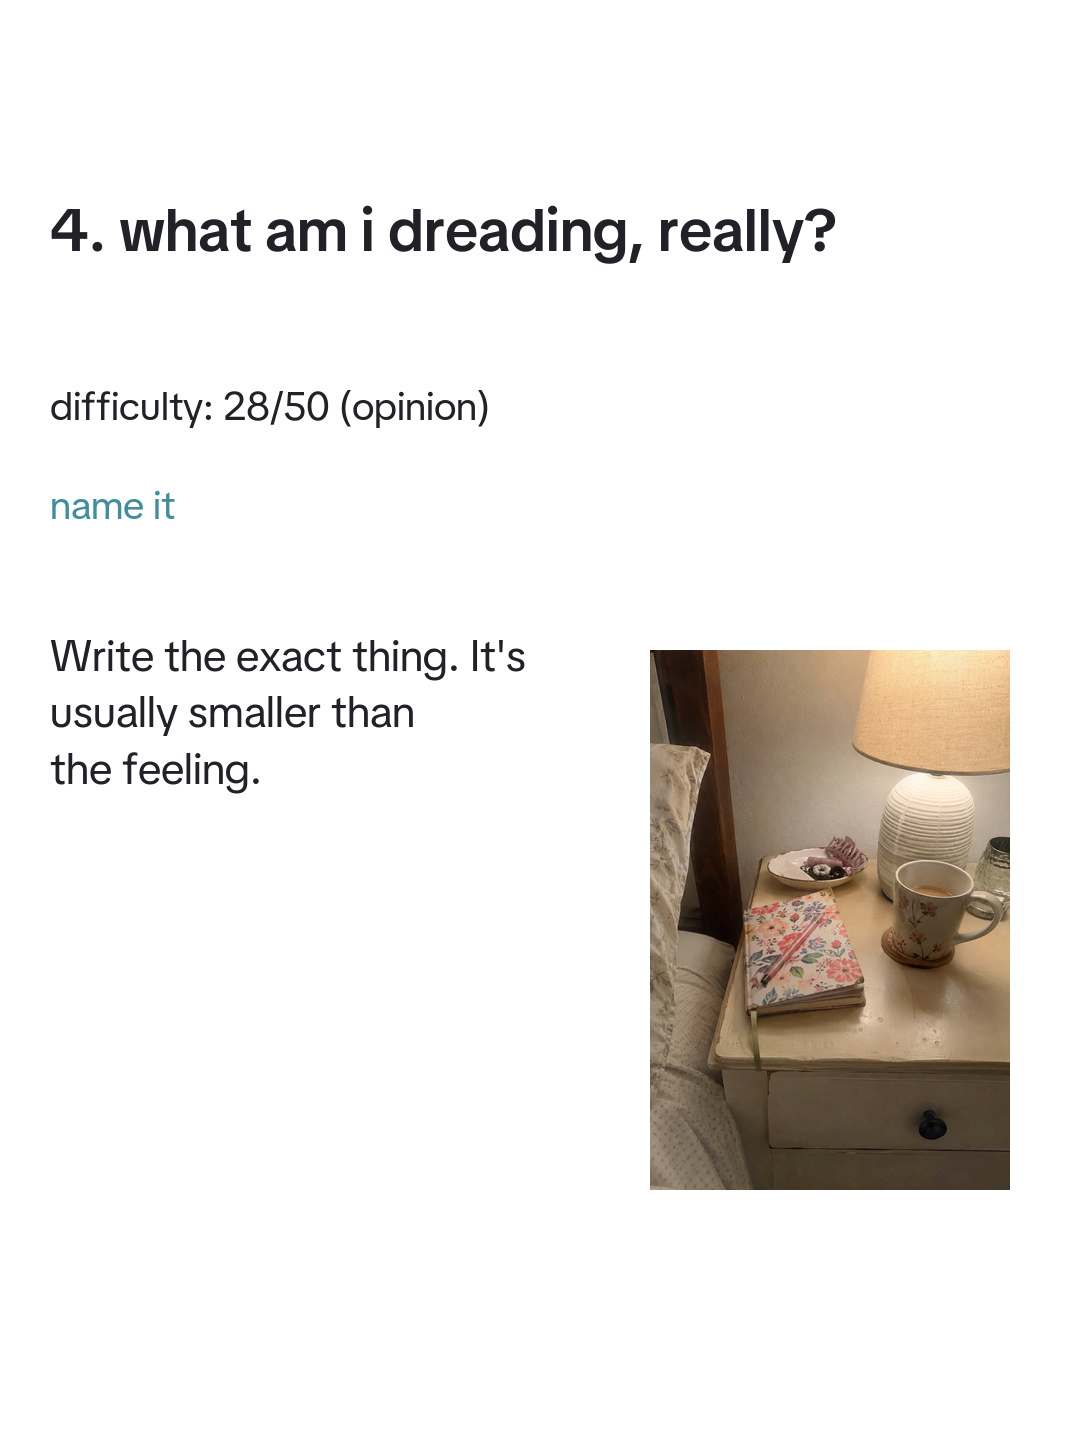 4. what am i dreading, really?
difficulty: 28/50 (opinion)
name it
Write the exact thing. It's
usually smaller than
the feeling.